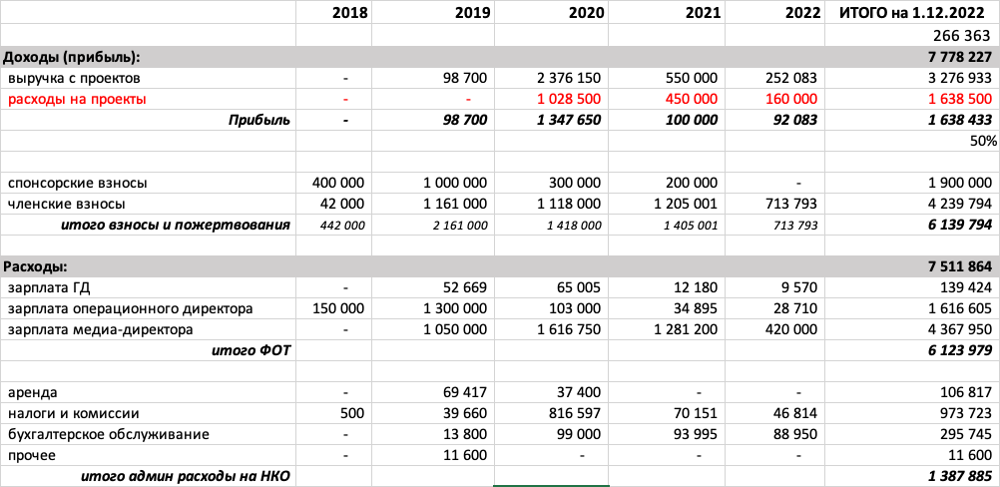 2018 2019 2020 2021 2022 ИТОГО на 1.12.2022
266 363
Доходы (прибыль): 7 778 227
выручка с проектов - 98 700 2 376 150 550 000 252 083 3 276 933
расходы на проекты - - 1 028 500 450 000 160 000 1 638 500
Прибыль - 98 700 1 347 650 100 000 92 083 1 638 433
50%
спонсорские взносы 400 000 1 000 000 300 000 200 000 - 1 900 000
членские взносы 42 000 1 161 000 1 118 000 1 205 001 713 793 4 239 794
итого взносы и пожертвования 442 000 2 161 000 1 418 000 1 405 001 713 793 6 139 794
Расходы: 7 511 864
зарплата ГД - 52 669 65 005 12 180 9 570 139 424
зарплата операционного директора 150 000 1 300 000 103 000 34 895 28 710 1 616 605
зарплата медиа-директора - 1 050 000 1 616 750 1 281 200 420 000 4 367 950
итого ФОТ 6 123 979
аренда - 69 417 37 400 - - 106 817
налоги и комиссии 500 39 660 816 597 70 151 46 814 973 723
бухгалтерское обслуживание - 13 800 99 000 93 995 88 950 295 745
прочее - 11 600 - - - 11 600
итого админ расходы на НКО 1 387 885